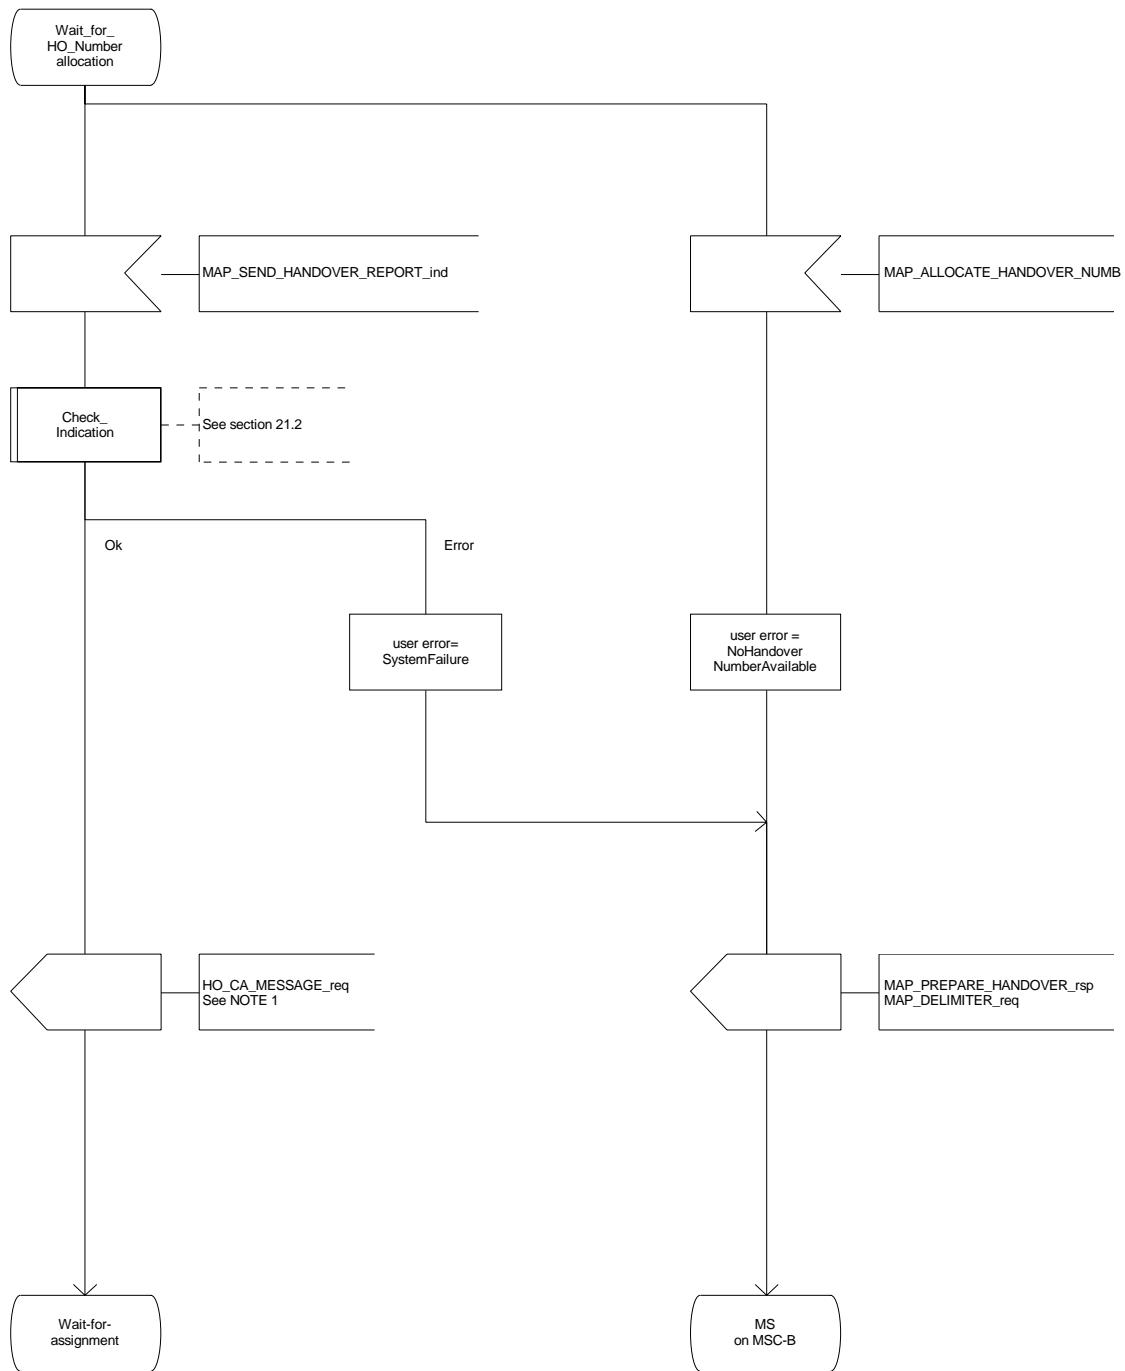 Wait_for_
HO_Number
allocation
MAP_SEND_HANDOVER_REPORT_ind
MAP_ALLOCATE_HANDOVER_NUMB
Check_
Indication
See section 21.2
Ok
Error
user error=
SystemFailure
user error =
NoHandover
NumberAvailable
HO_CA_MESSAGE_req
See NOTE 1
MAP_PREPARE_HANDOVER_rsp
MAP_DELIMITER_req
Wait-for-
assignment
MS
on MSC-B